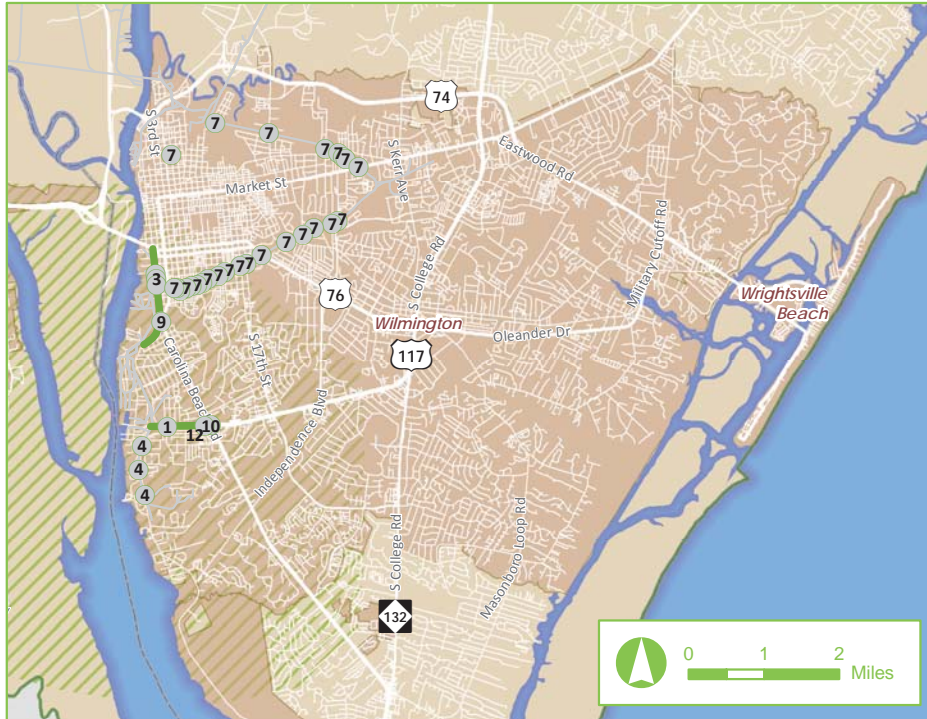 74
S 3rd St
7
7
7
7
7
7
7
S Kerr Ave
Eastwood Rd
Market St
7
7
7
7
7
7
7
7
7
7
7
7
7
7
S College Rd
Military Cutoff Rd
3
76
Wrightsville
Beach
9
Wilmington
Oleander Dr
117
Carolina Beach Rd
S 17th St
Independence Blvd
1
10
12
4
4
4
Masonboro Loop Rd
S College Rd
132
0 1 2
Miles